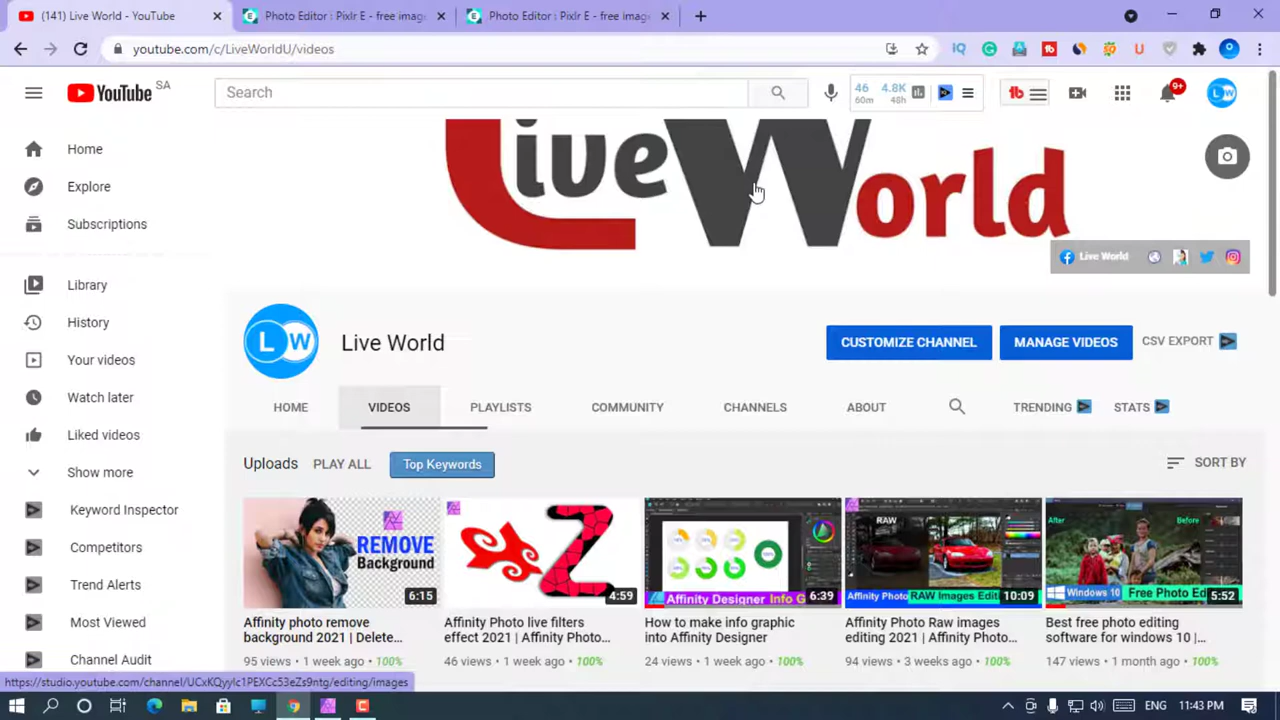 (141) Live World - YouTube
Photo Editor : Pixlr E - free imag
Photo Editor : Pixlr E - free imag
youtube.com/c/LiveWorldU/videos
YouTube SA
Search
46 60m
4.8K 48h
9+
LW
Home
Explore
Subscriptions
Library
History
Your videos
Watch later
Liked videos
Show more
Keyword Inspector
Competitors
Trend Alerts
Most Viewed
Channel Audit
Live World
Live World
LW
Live World
CUSTOMIZE CHANNEL
MANAGE VIDEOS
CSV EXPORT
HOME
VIDEOS
PLAYLISTS
COMMUNITY
CHANNELS
ABOUT
TRENDING
STATS
Uploads
PLAY ALL
Top Keywords
SORT BY
REMOVE
Background
6:15
Affinity photo remove
background 2021 | Delete...
95 views • 1 week ago • 100%
4:59
Affinity Photo live filters
effect 2021 | Affinity Photo...
46 views • 1 week ago • 100%
Affinity Designer Info G
6:39
How to make info graphic
into Affinity Designer
24 views • 1 week ago • 100%
RAW
Affinity Photo RAW Images Editi
10:09
Affinity Photo Raw images
editing 2021 | Affinity Photo...
94 views • 3 weeks ago • 100%
After
Before
Windows 10 Free Photo Ed
5:52
Best free photo editing
software for windows 10 |...
147 views • 1 month ago • 100%
https://studio.youtube.com/channel/UCxKQyylc1PEXCc53eZs9ntg/editing/images
ENG
11:43 PM